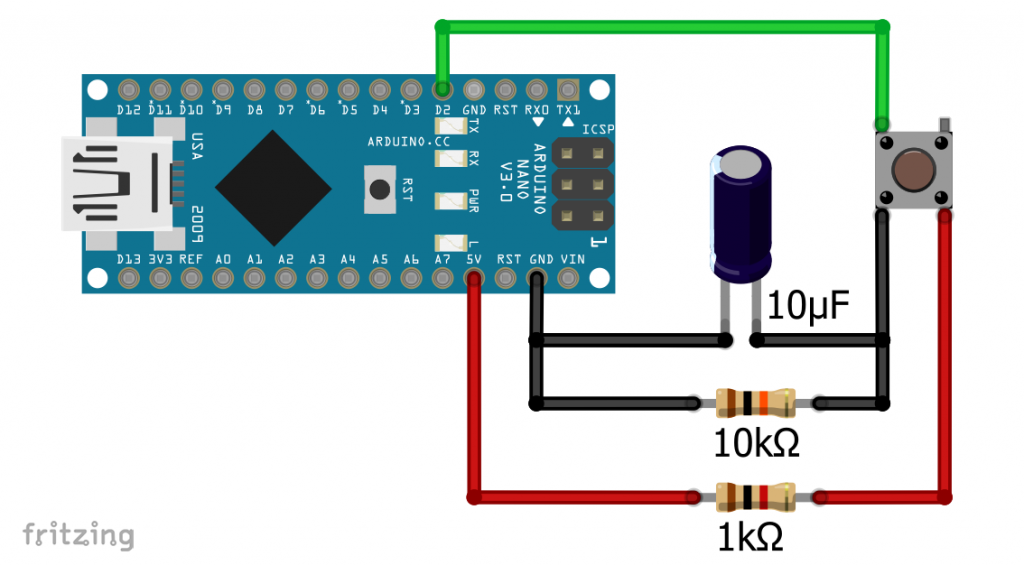 D12 D11 D10 D9 D8 D7 D6 D5 D4 D3 D2 GND RST RX0 TX1
* * * * * *
TX
ICSP
ARDUINO.CC
USA
RX
ARDUINO
NANO
V3.0
RST
PWR
2009
1
L
D13 3V3 REF A0 A1 A2 A3 A4 A5 A6 A7 5V RST GND VIN
10µF
10kΩ
1kΩ
fritzing